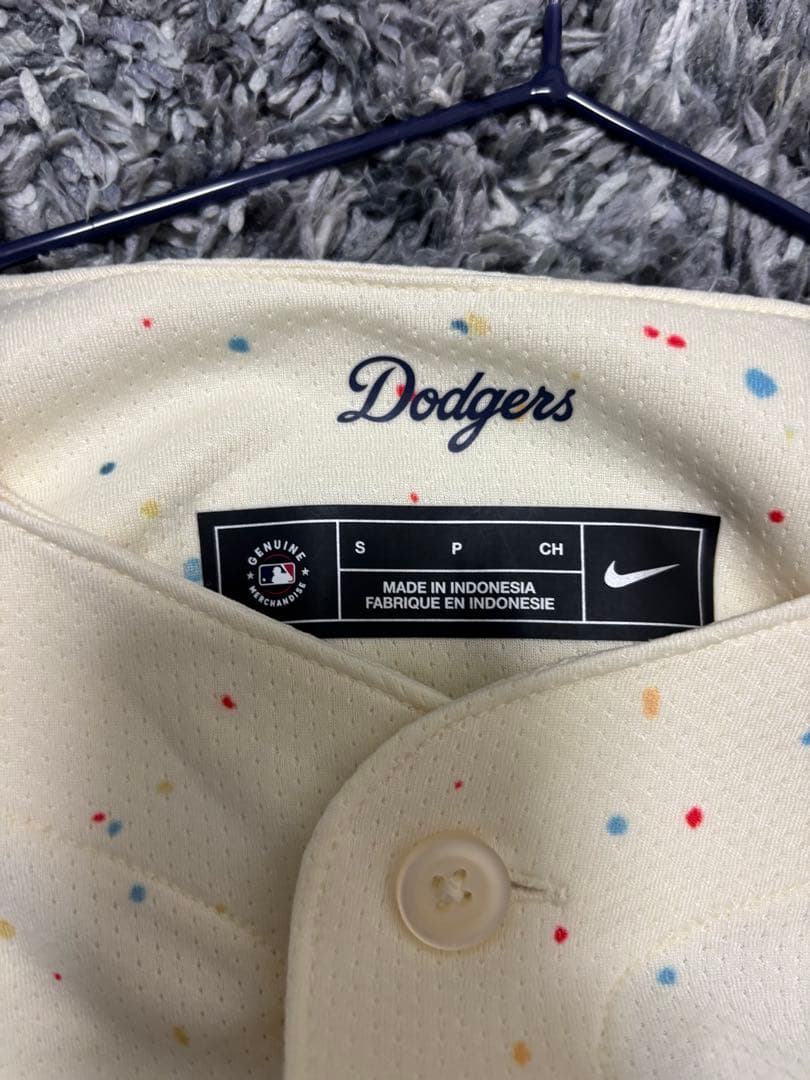 Dodgers
GENUINE
MERCHANDISE
S P CH
MADE IN INDONESIA
FABRIQUE EN INDONESIE